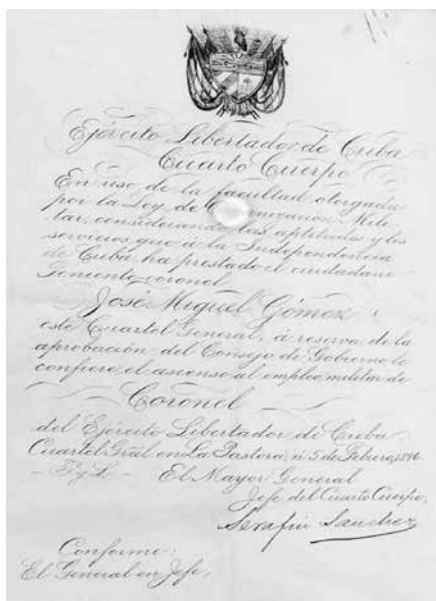 Ejército Libertador de Cuba
Cuarto Cuerpo
En uso de la facultad otorgada
por la Ley de Organización Mili-
tar, considerando las aptitudes y los
servicios que á la Independencia
de Cuba ha prestado el ciudadano
Teniente coronel
José Miguel Gómez
este Cuartel General, á reserva de la
aprobación del Consejo de Gobierno le
confiere el ascenso al empleo militar de
Coronel
del Ejército Libertador de Cuba.
Cuartel Gral en La Pastora, á 5 de Febrero, 1896
P. y L.
El Mayor General
Jefe del Cuarto Cuerpo,
Serafin Sanchez
Conforme:
El General en Jefe,